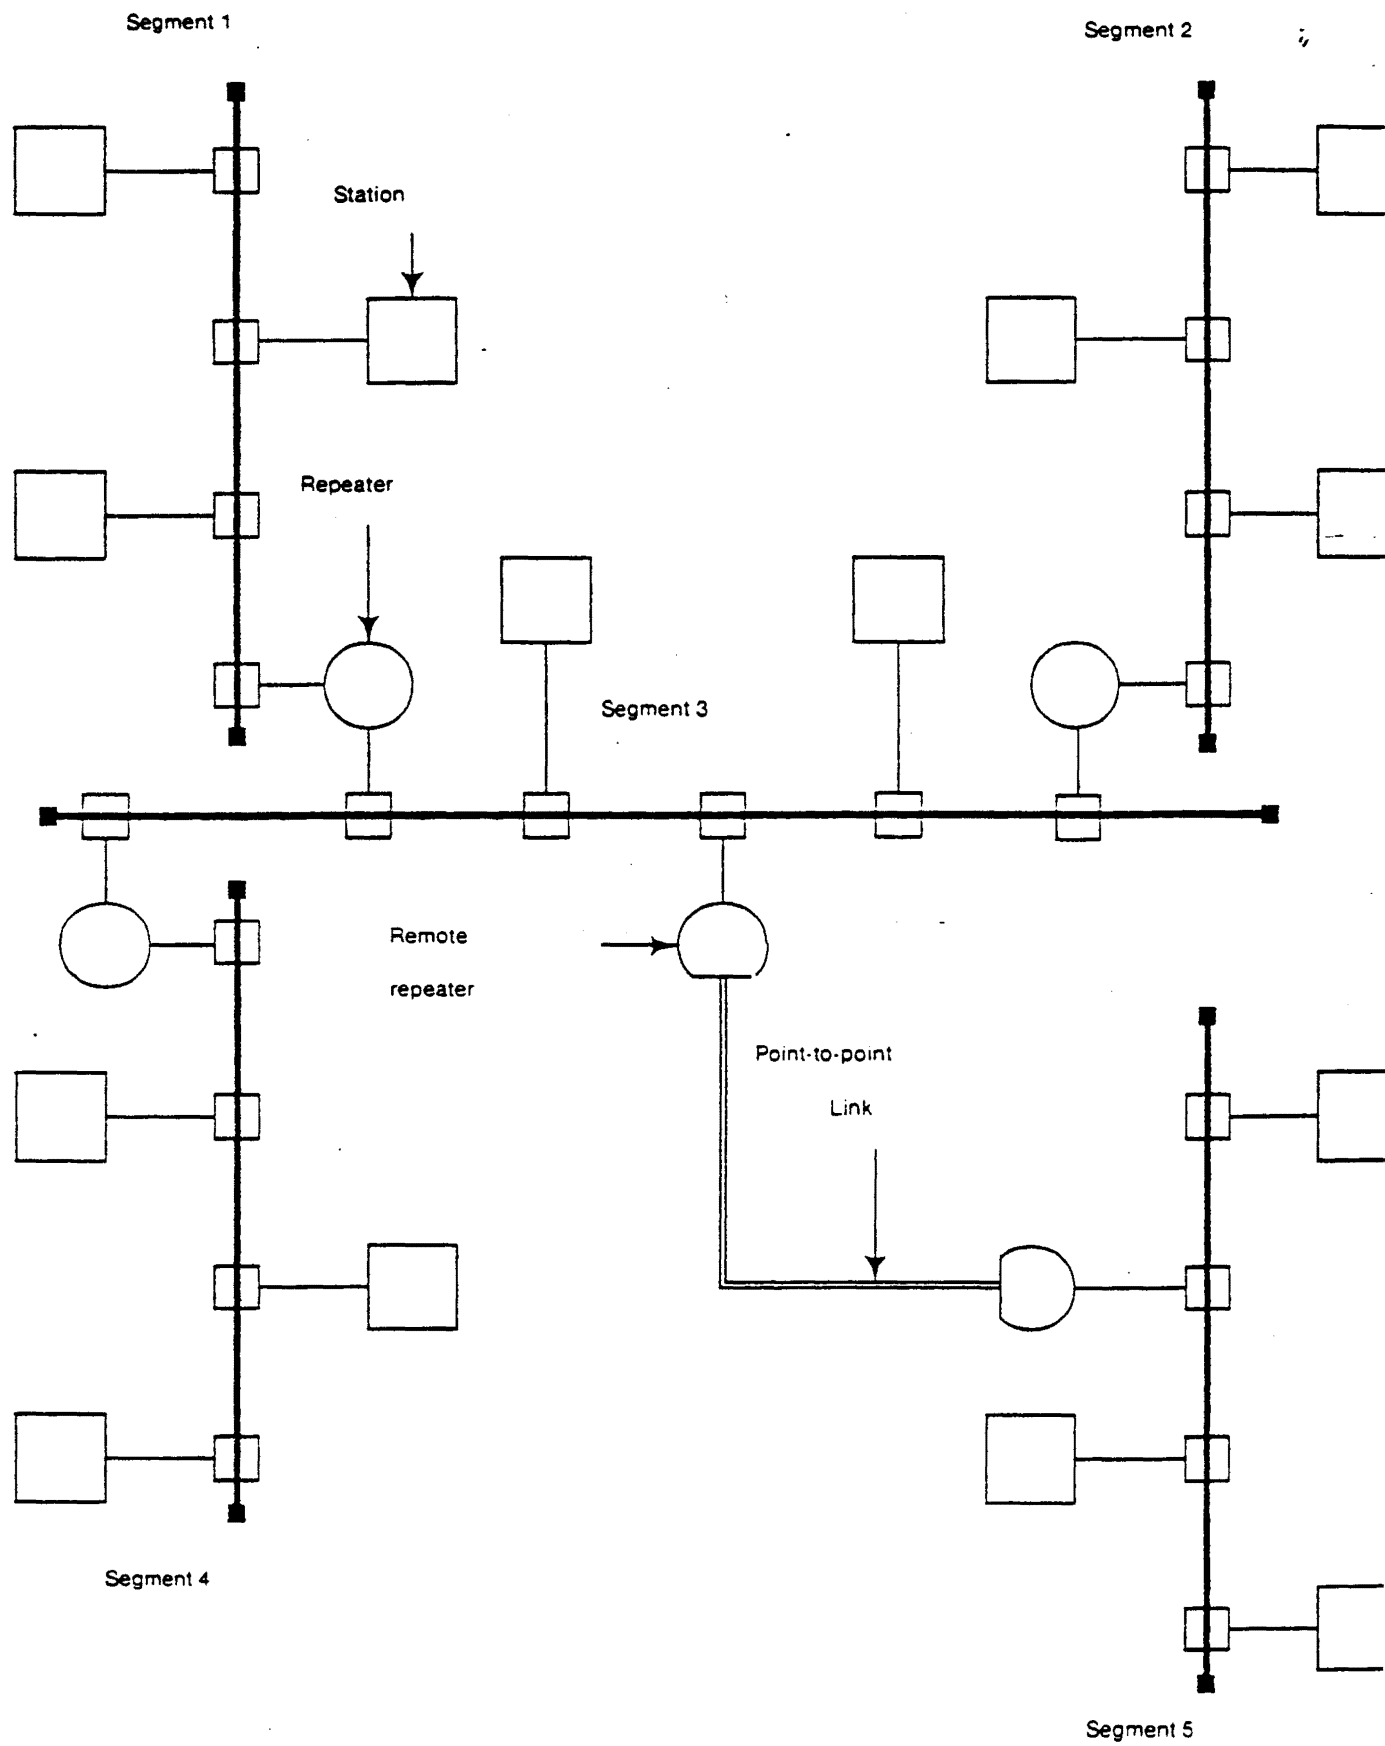 Segment 1
Segment 2
Station
Repeater
Segment 3
Remote
repeater
Point-to-point
Link
Segment 4
Segment 5